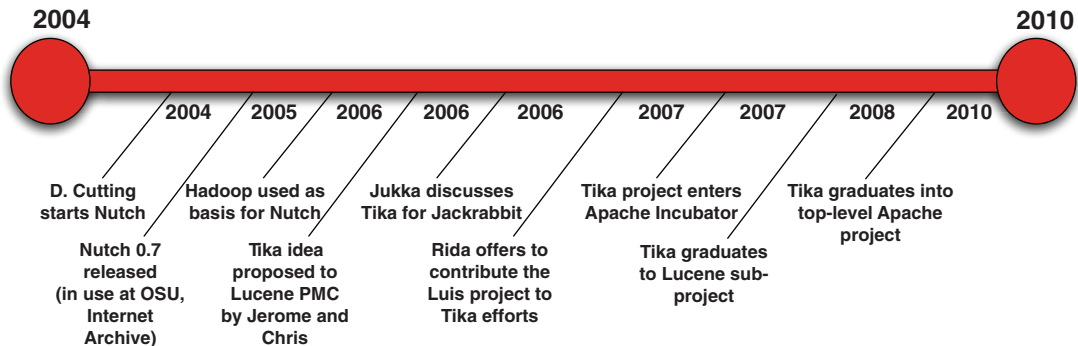 2004
2010
2004
2005
2006
2006
2006
2007
2007
2008
2010
D. Cutting
starts Nutch
Hadoop used as
basis for Nutch
Jukka discusses
Tika for Jackrabbit
Tika project enters
Apache Incubator
Tika graduates into
top-level Apache
project
Nutch 0.7
released
(in use at OSU,
Internet
Archive)
Tika idea
proposed to
Lucene PMC
by Jerome and
Chris
Rida offers to
contribute the
Luis project to
Tika efforts
Tika graduates
to Lucene sub-
project